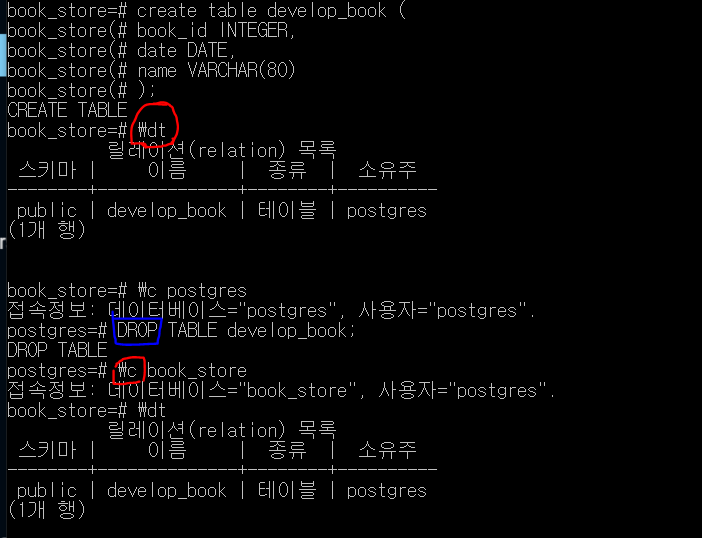 book_store=# create table develop_book (
book_store(# book_id INTEGER,
book_store(# date DATE,
book_store(# name VARCHAR(80)
book_store(# );
CREATE TABLE
book_store=# ₩dt
릴레이션(relation) 목록
스키마 | 이름 | 종류 | 소유주
--------+--------------+--------+----------
public | develop_book | 테이블 | postgres
(1개 행)
book_store=# ₩c postgres
접속정보: 데이터베이스="postgres", 사용자="postgres".
postgres=# DROP TABLE develop_book;
DROP TABLE
postgres=# ₩c book_store
접속정보: 데이터베이스="book_store", 사용자="postgres".
book_store=# ₩dt
릴레이션(relation) 목록
스키마 | 이름 | 종류 | 소유주
--------+--------------+--------+----------
public | develop_book | 테이블 | postgres
(1개 행)